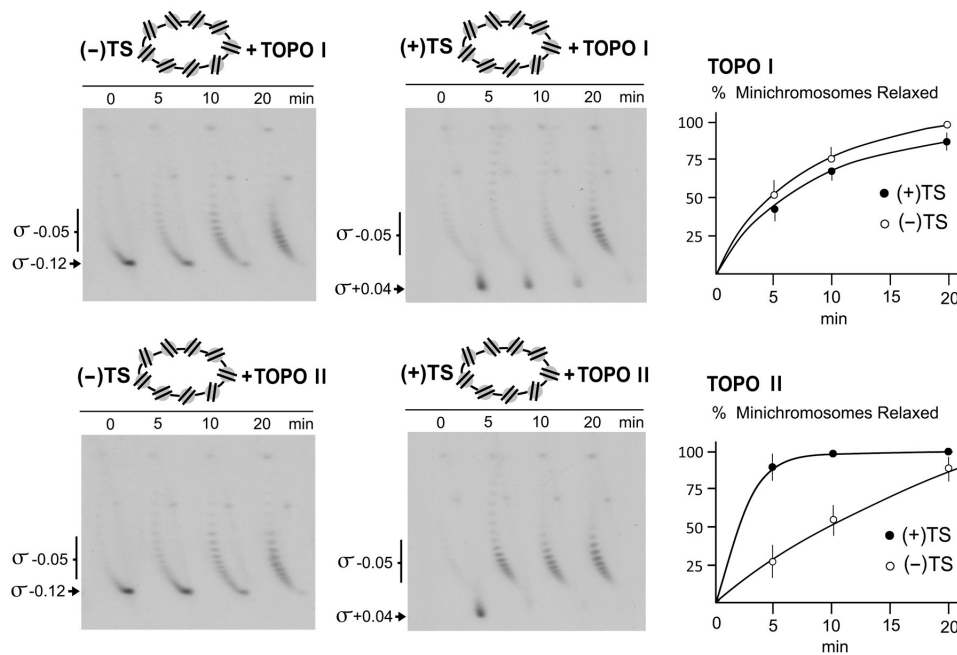 (−)TS + TOPO I
0 5 10 20 min
σ -0.05
σ -0.12
(+)TS + TOPO I
0 5 10 20 min
σ -0.05
σ +0.04
TOPO I
% Minichromosomes Relaxed
100
75
50
25
(+)TS
(−)TS
0 5 10 20
min
(−)TS + TOPO II
0 5 10 20 min
σ -0.05
σ -0.12
(+)TS + TOPO II
0 5 10 20 min
σ -0.05
σ +0.04
TOPO II
% Minichromosomes Relaxed
100
75
50
25
(+)TS
(−)TS
0 5 10 20
min